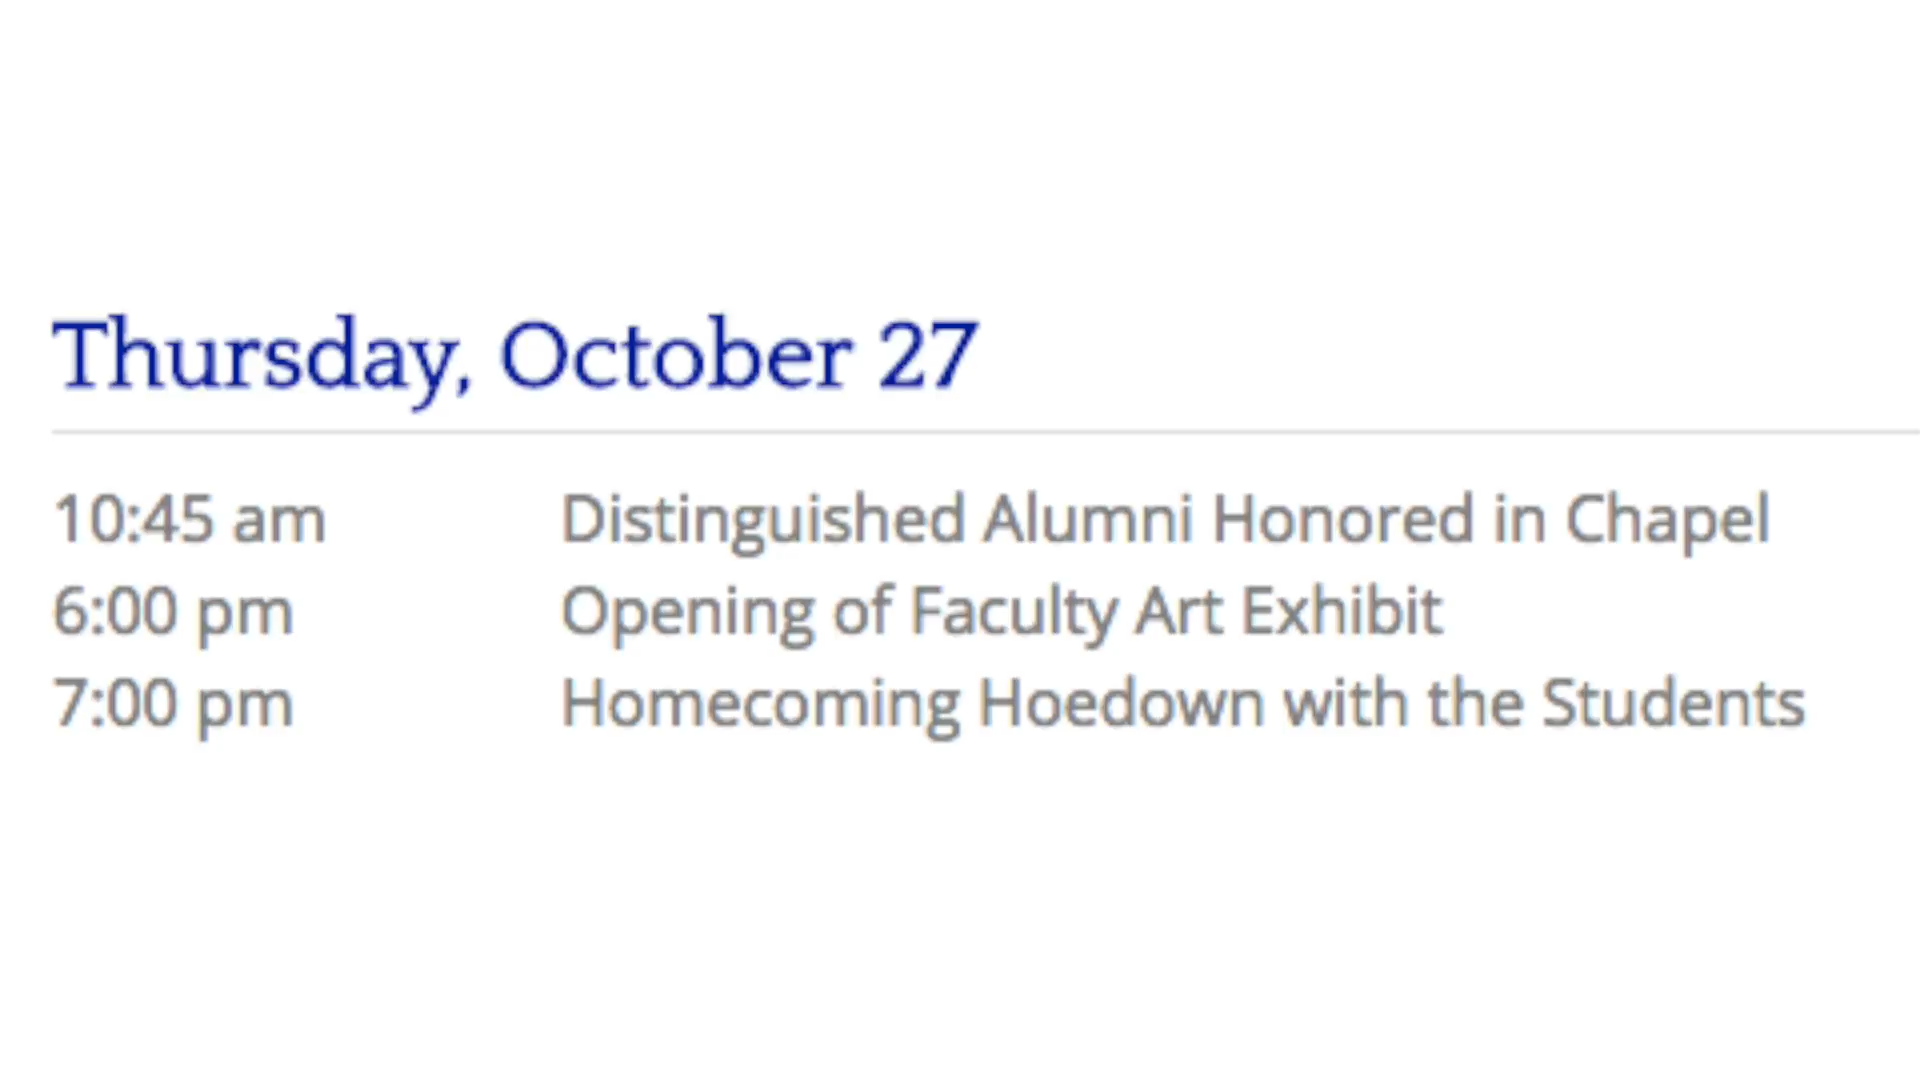 Thursday, October 27
10:45 am Distinguished Alumni Honored in Chapel
6:00 pm Opening of Faculty Art Exhibit
7:00 pm Homecoming Hoedown with the Students